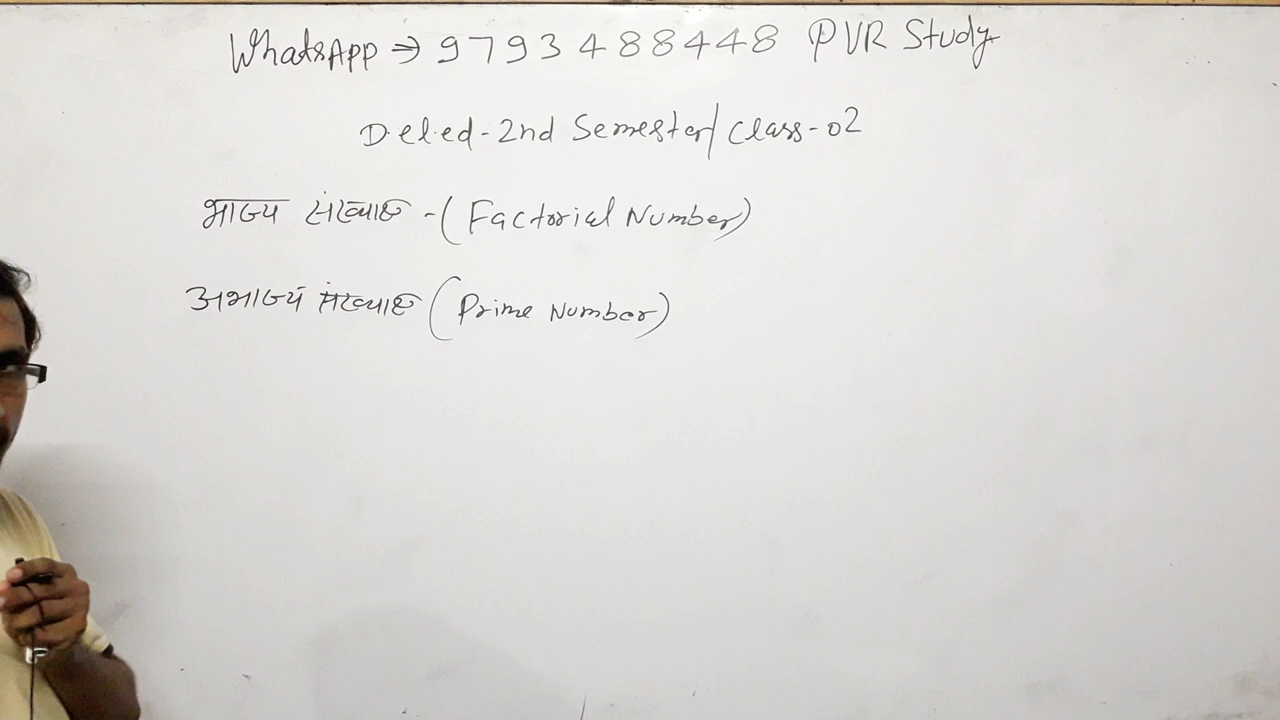 WhatsApp ⇒ 9793488448 PVR Study
D.el.ed-2nd Semester/Class-02
भाज्य संख्याएँ -(Factorial Number)
अभाज्य संख्याएँ (Prime Number)